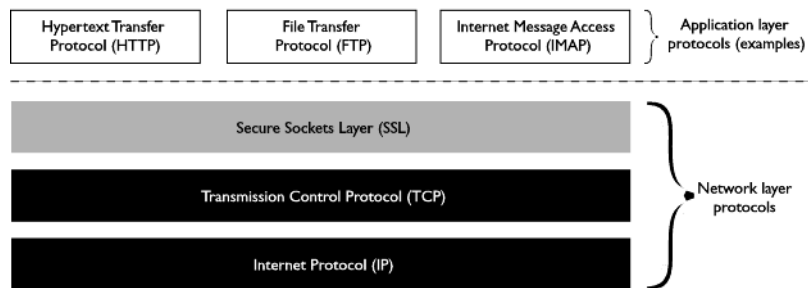 Hypertext Transfer
Protocol (HTTP)
File Transfer
Protocol (FTP)
Internet Message Access
Protocol (IMAP)
Application layer
protocols (examples)
Secure Sockets Layer (SSL)
Transmission Control Protocol (TCP)
Internet Protocol (IP)
Network layer
protocols